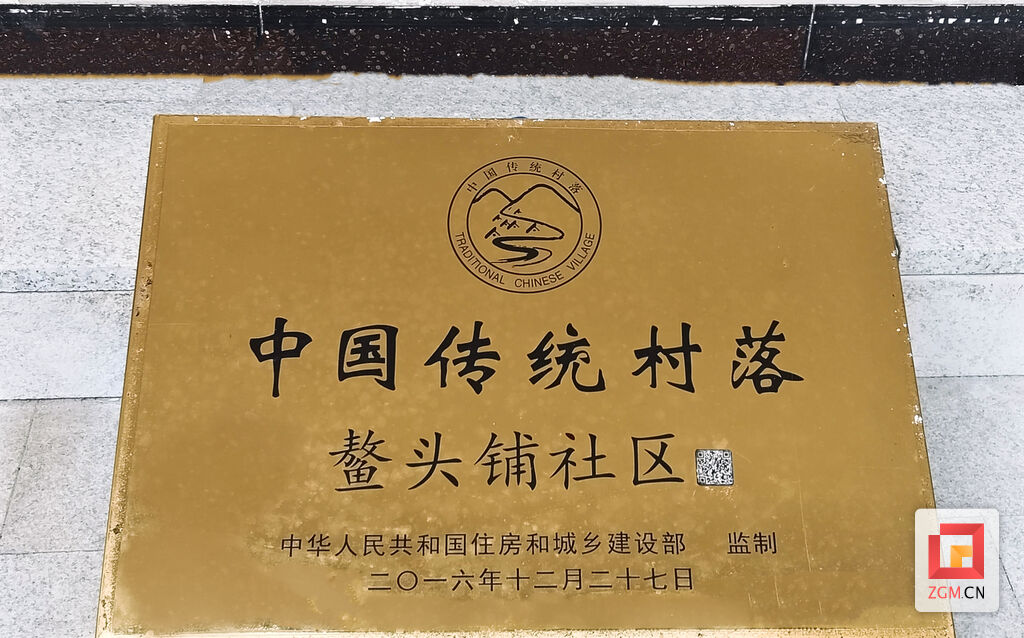 中国传统村落
TRADITIONAL CHINESE VILLAGE
中国传统村落
鳌头铺社区
中华人民共和国住房和城乡建设部 监制
二〇一六年十二月二十七日
ZGM.CN